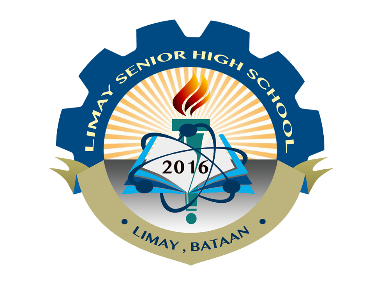 LIMAY SENIOR HIGH SCHOOL
2016
• LIMAY , BATAAN •